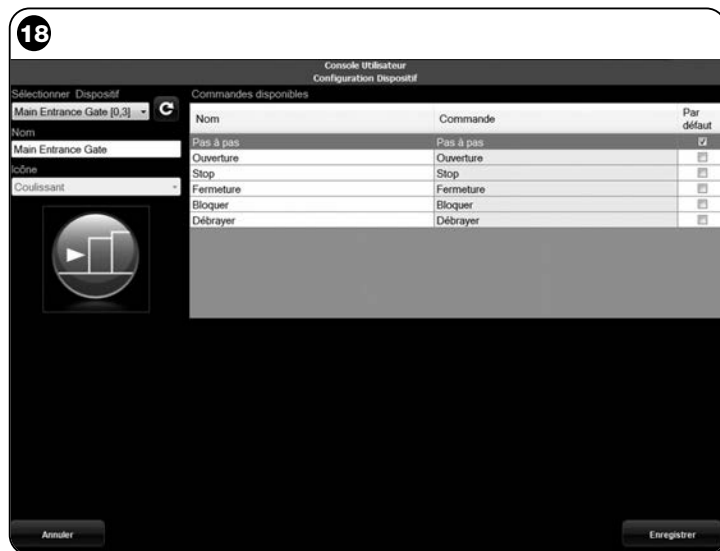 18
Console Utilisateur
Configuration Dispositif
Sélectionner Dispositif
Main Entrance Gate [0,3]
Nom
Main Entrance Gate
Icône
Coulissant
Commandes disponibles
Nom Commande Par défaut
Pas à pas Pas à pas
Ouverture Ouverture
Stop Stop
Fermeture Fermeture
Bloquer Bloquer
Débrayer Débrayer
Annuler Enregistrer